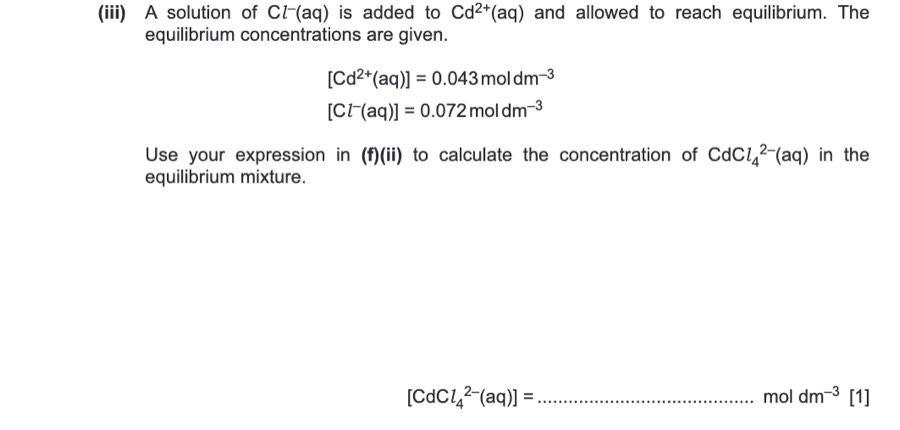 (iii) A solution of Cl⁻(aq) is added to Cd²⁺(aq) and allowed to reach equilibrium. The
equilibrium concentrations are given.
[Cd²⁺(aq)] = 0.043 mol dm⁻³
[Cl⁻(aq)] = 0.072 mol dm⁻³
Use your expression in (f)(ii) to calculate the concentration of CdCl₄²⁻(aq) in the
equilibrium mixture.
[CdCl₄²⁻(aq)] = .......................................... mol dm⁻³ [1]